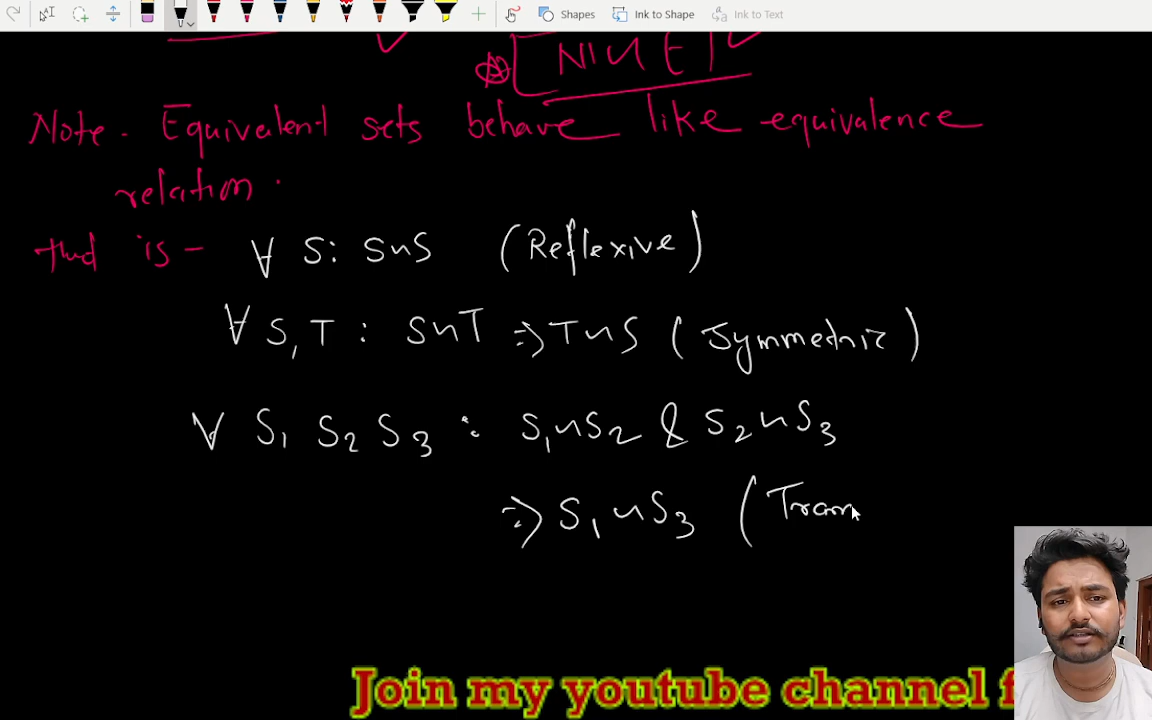 Shapes Ink to Shape Ink to Text
N~E
Note. Equivalent sets behave like equivalence
relation.
that is - ∀ S: S~S (Reflexive)
∀ S,T : S~T ⇒ T~S (Symmetric)
∀ S₁ S₂ S₃ : S₁~S₂ & S₂~S₃
⇒ S₁~S₃ (Tran
Join my youtube channel f